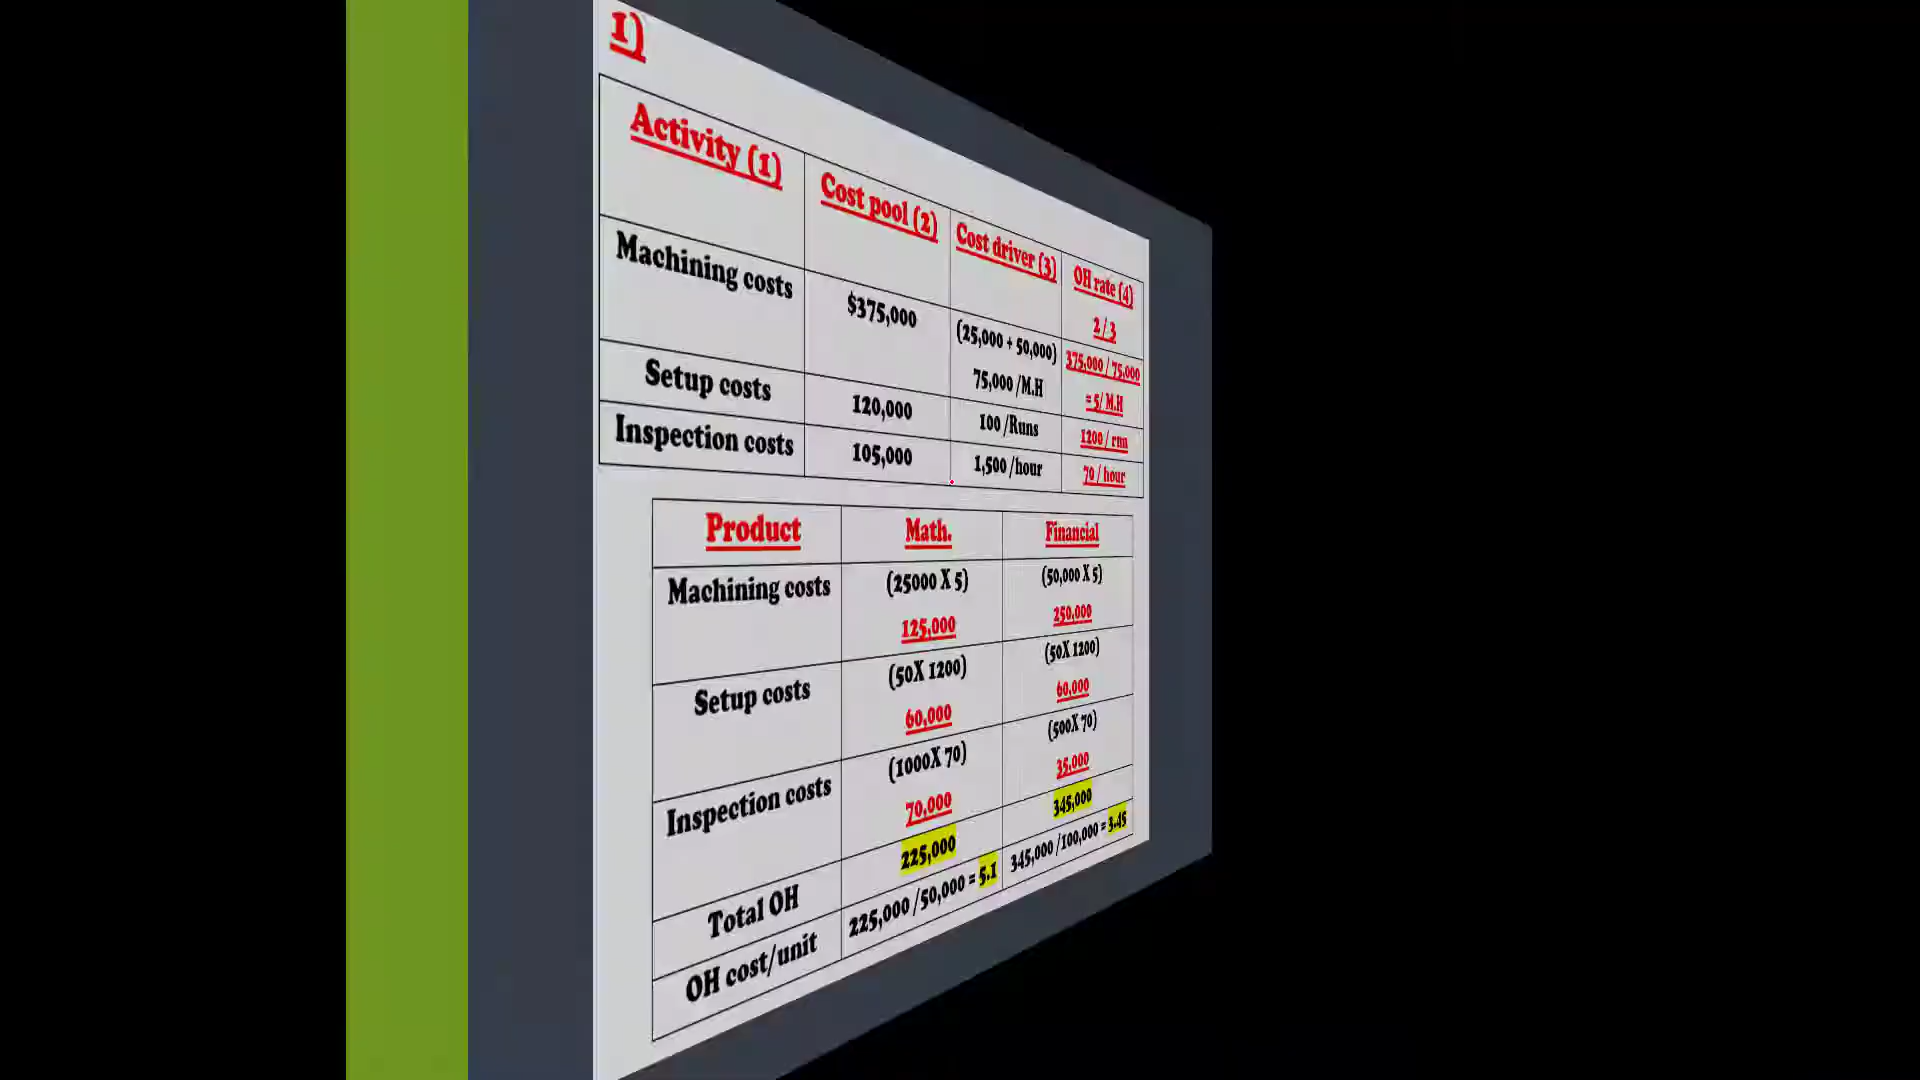 1)
Activity (1) Cost pool (2) Cost driver (3) OH rate (4)
2 / 3
Machining costs $375,000 (25,000 + 50,000) 375,000 / 75,000
75,000 /M.H = 5/ M.H
Setup costs 120,000 100 /Runs 1200 / rnn
Inspection costs 105,000 1,500 /hour 70 / hour
Product Math. Financial
Machining costs (25000 X 5) (50,000 X 5)
125,000 250,000
Setup costs (50X 1200) (50X 1200)
60,000 60,000
Inspection costs (1000X 70) (500X 70)
70,000 35,000
Total OH 225,000 345,000
OH cost/unit 225,000 /50,000 = 5.1 345,000 /100,000 = 3.45